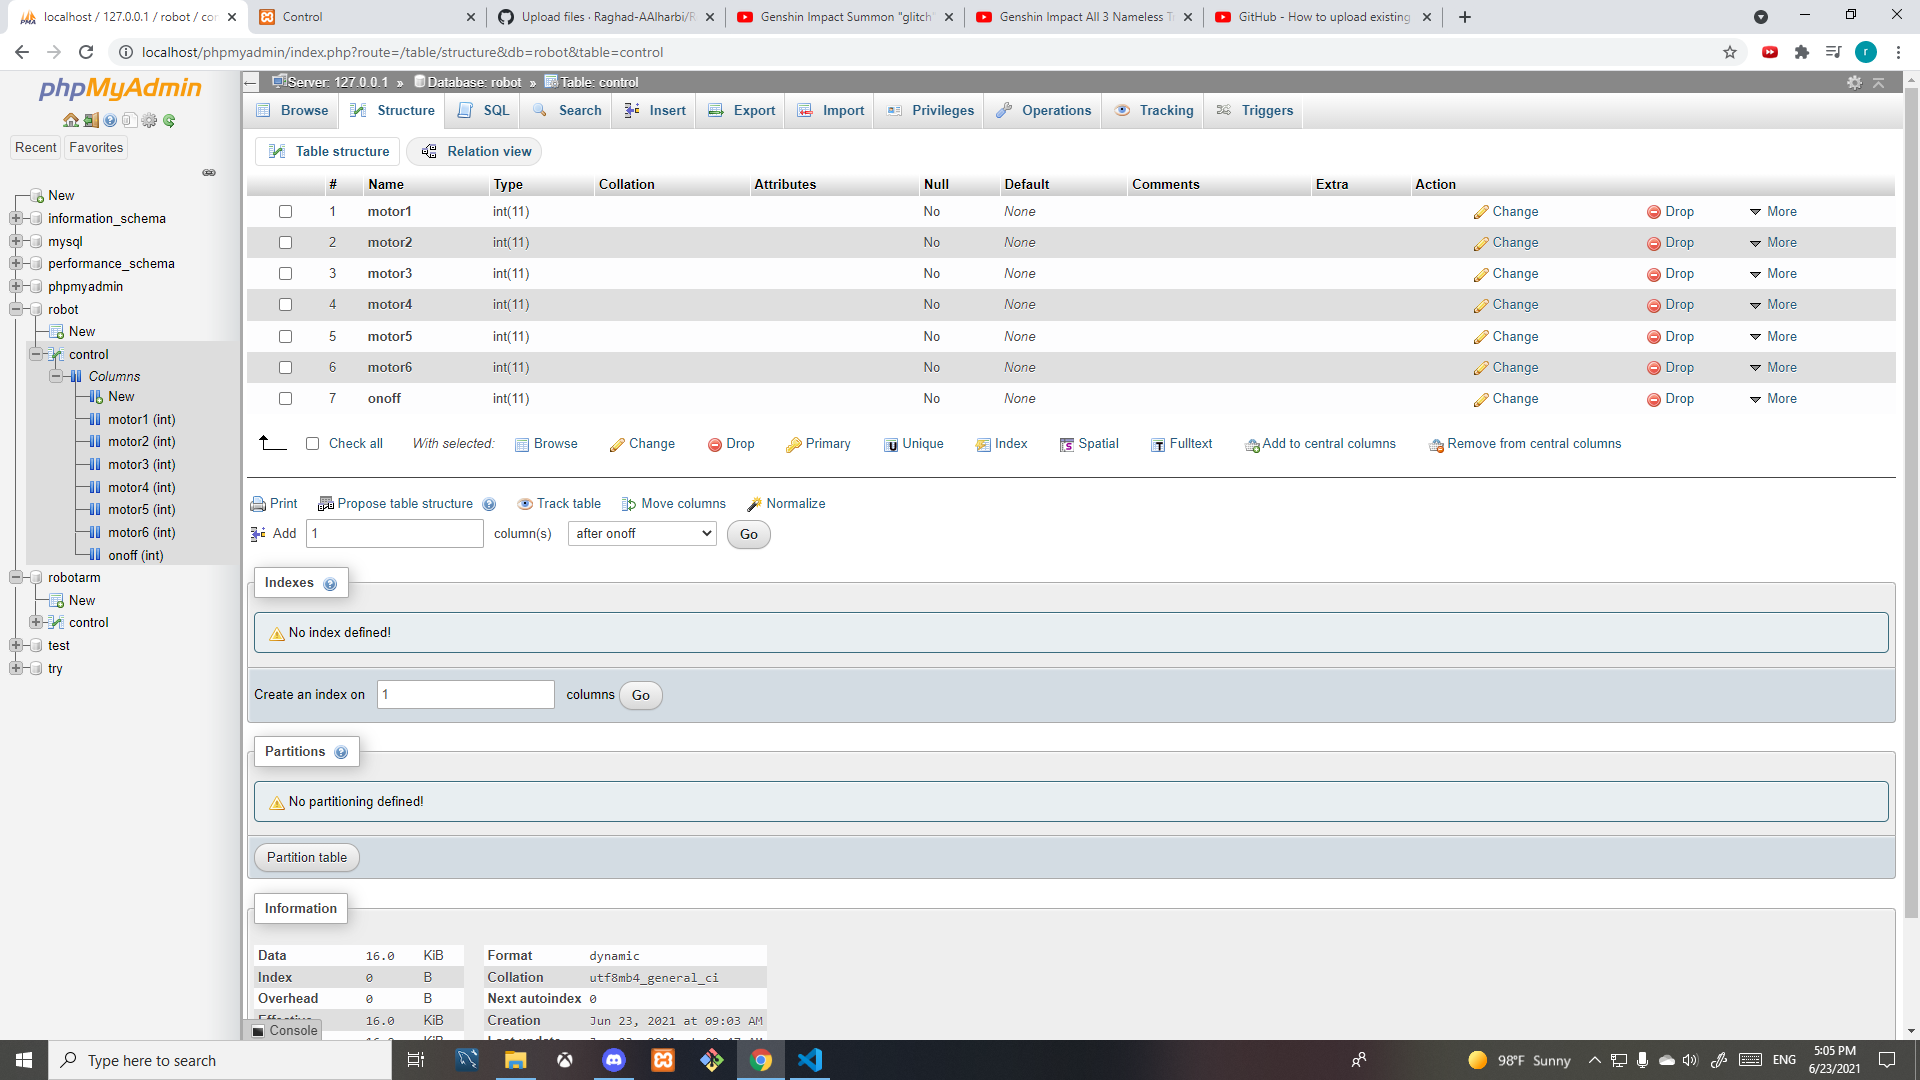 localhost / 127.0.0.1 / robot / cor
Control
Upload files · Raghad-AAlharbi/R
Genshin Impact Summon "glitch"
Genshin Impact All 3 Nameless T
GitHub - How to upload existing
localhost/phpmyadmin/index.php?route=/table/structure&db=robot&table=control
r
phpMyAdmin
Recent
Favorites
New
information_schema
mysql
performance_schema
phpmyadmin
robot
New
control
Columns
New
motor1 (int)
motor2 (int)
motor3 (int)
motor4 (int)
motor5 (int)
motor6 (int)
onoff (int)
robotarm
New
control
test
try
Server: 127.0.0.1 » Database: robot » Table: control
Browse Structure SQL Search Insert Export Import Privileges Operations Tracking Triggers
Table structure Relation view
# Name Type Collation Attributes Null Default Comments Extra Action
1 motor1 int(11) No None Change Drop More
2 motor2 int(11) No None Change Drop More
3 motor3 int(11) No None Change Drop More
4 motor4 int(11) No None Change Drop More
5 motor5 int(11) No None Change Drop More
6 motor6 int(11) No None Change Drop More
7 onoff int(11) No None Change Drop More
Check all With selected: Browse Change Drop Primary Unique Index Spatial Fulltext Add to central columns Remove from central columns
Print Propose table structure Track table Move columns Normalize
Add 1 column(s) after onoff Go
Indexes
No index defined!
Create an index on 1 columns Go
Partitions
No partitioning defined!
Partition table
Information
Data 16.0 KiB Format dynamic
Index 0 B Collation utf8mb4_general_ci
Overhead 0 B Next autoindex 0
Effective 16.0 KiB Creation Jun 23, 2021 at 09:03 AM
Console
Type here to search
98°F Sunny
ENG
5:05 PM
6/23/2021